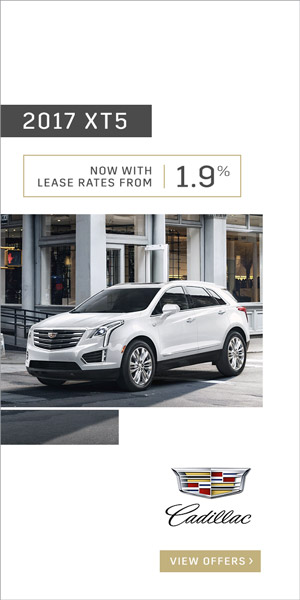 2017 XT5
NOW WITH
LEASE RATES FROM
1.9%
Cadillac
VIEW OFFERS >